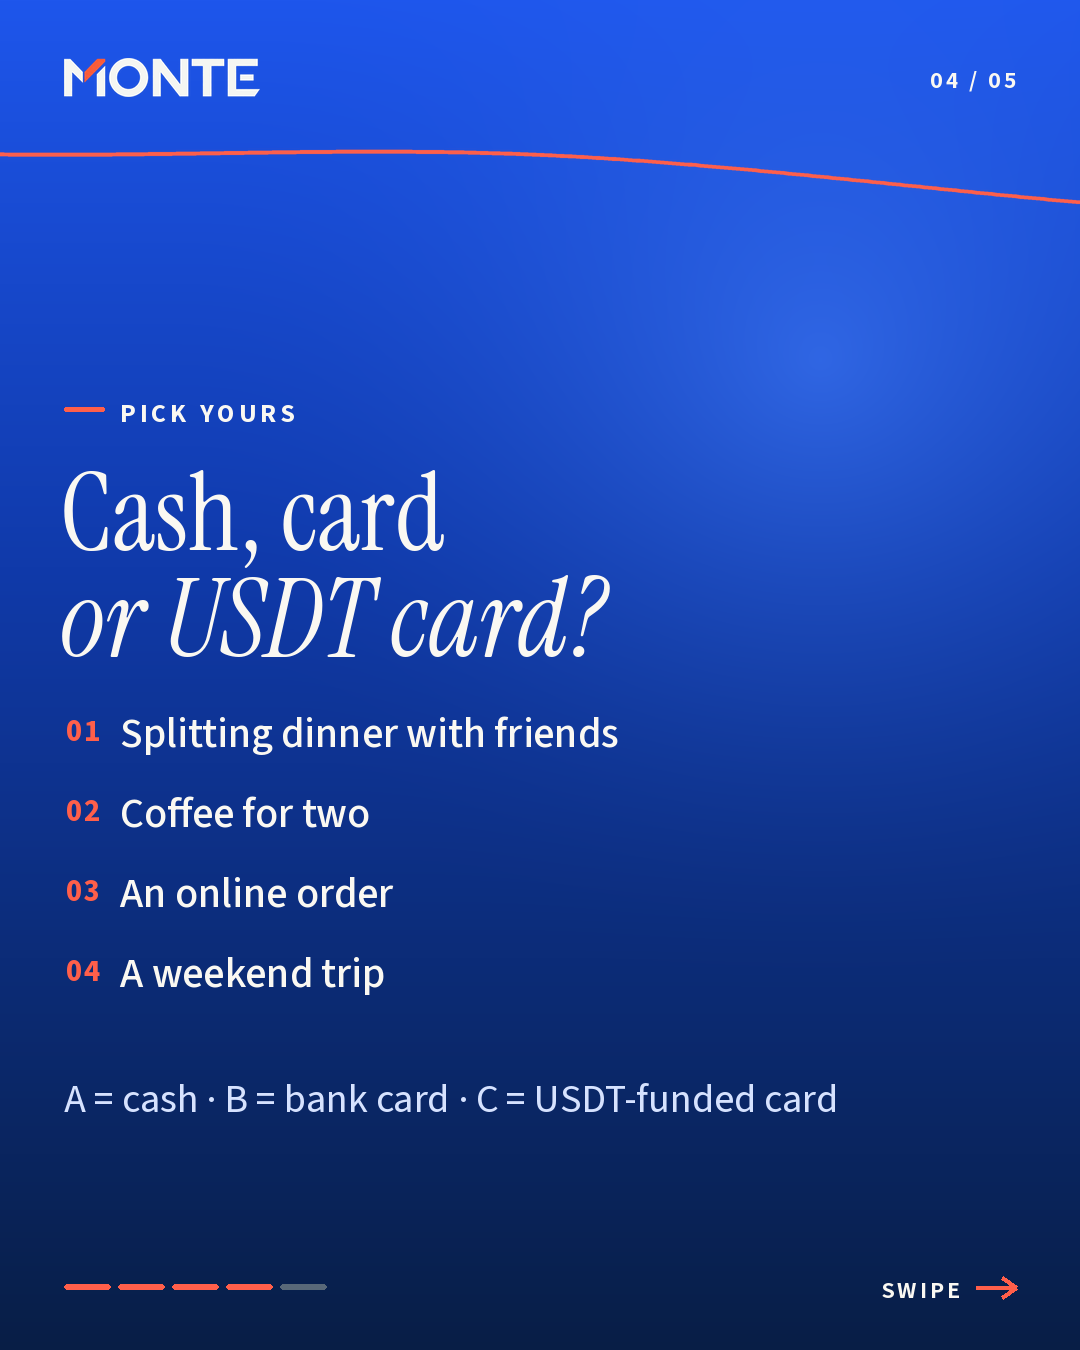 MONTE
04 / 05
PICK YOURS
Cash, card
or USDT card?
01 Splitting dinner with friends
02 Coffee for two
03 An online order
04 A weekend trip
A = cash · B = bank card · C = USDT-funded card
SWIPE